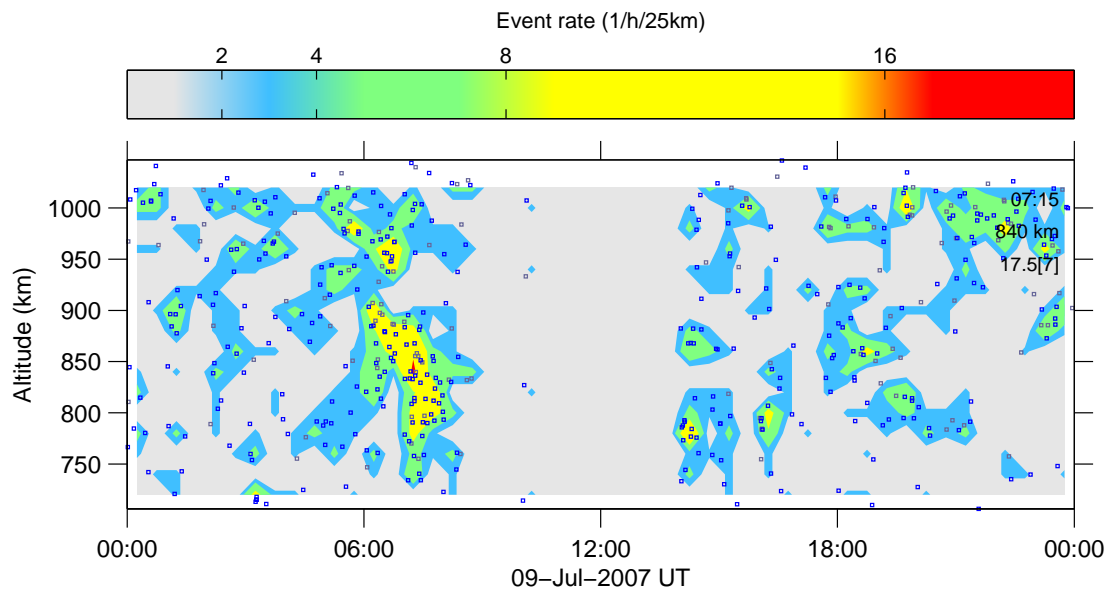 Event rate (1/h/25km)
2 4 8 16
1000
950
900
850
800
750
Altitude (km)
07:15
840 km
17.5[7]
00:00 06:00 12:00 18:00 00:00
09−Jul−2007 UT